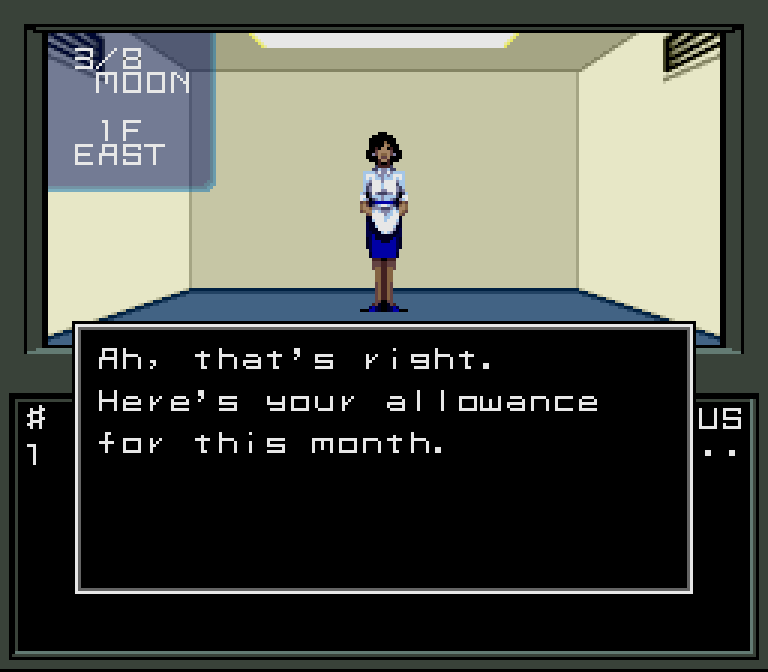 3/8
MOON
1F
EAST
Ah, that's right.
Here's your allowance
for this month.
# US
1 ..